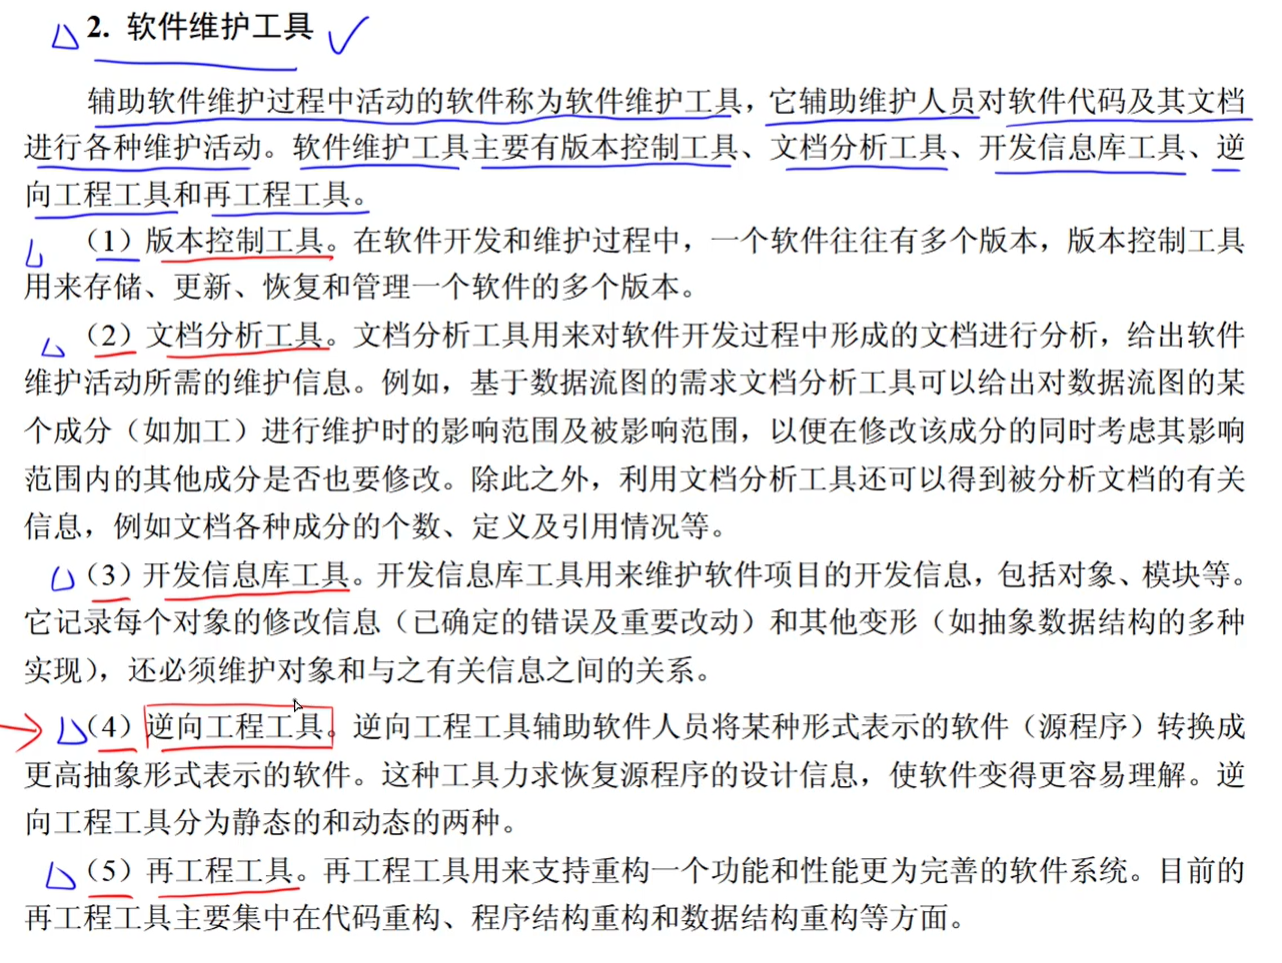 2. 软件维护工具
辅助软件维护过程中活动的软件称为软件维护工具，它辅助维护人员对软件代码及其文档
进行各种维护活动。软件维护工具主要有版本控制工具、文档分析工具、开发信息库工具、逆
向工程工具和再工程工具。
（1）版本控制工具。在软件开发和维护过程中，一个软件往往有多个版本，版本控制工具
用来存储、更新、恢复和管理一个软件的多个版本。
（2）文档分析工具。文档分析工具用来对软件开发过程中形成的文档进行分析，给出软件
维护活动所需的维护信息。例如，基于数据流图的需求文档分析工具可以给出对数据流图的某
个成分（如加工）进行维护时的影响范围及被影响范围，以便在修改该成分的同时考虑其影响
范围内的其他成分是否也要修改。除此之外，利用文档分析工具还可以得到被分析文档的有关
信息，例如文档各种成分的个数、定义及引用情况等。
（3）开发信息库工具。开发信息库工具用来维护软件项目的开发信息，包括对象、模块等。
它记录每个对象的修改信息（已确定的错误及重要改动）和其他变形（如抽象数据结构的多种
实现），还必须维护对象和与之有关信息之间的关系。
（4）逆向工程工具。逆向工程工具辅助软件人员将某种形式表示的软件（源程序）转换成
更高抽象形式表示的软件。这种工具力求恢复源程序的设计信息，使软件变得更容易理解。逆
向工程工具分为静态的和动态的两种。
（5）再工程工具。再工程工具用来支持重构一个功能和性能更为完善的软件系统。目前的
再工程工具主要集中在代码重构、程序结构重构和数据结构重构等方面。